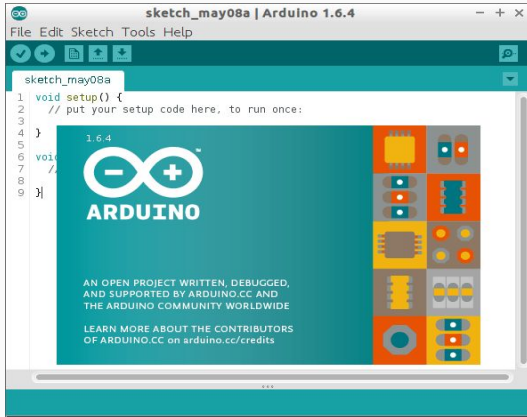 sketch_may08a | Arduino 1.6.4
File Edit Sketch Tools Help
sketch_may08a
1 void setup() {
2 // put your setup code here, to run once:
3
4 }
5
6 voi
7 //
8
9 }
1.6.4
ARDUINO
AN OPEN PROJECT WRITTEN, DEBUGGED,
AND SUPPORTED BY ARDUINO.CC AND
THE ARDUINO COMMUNITY WORLDWIDE
LEARN MORE ABOUT THE CONTRIBUTORS
OF ARDUINO.CC on arduino.cc/credits